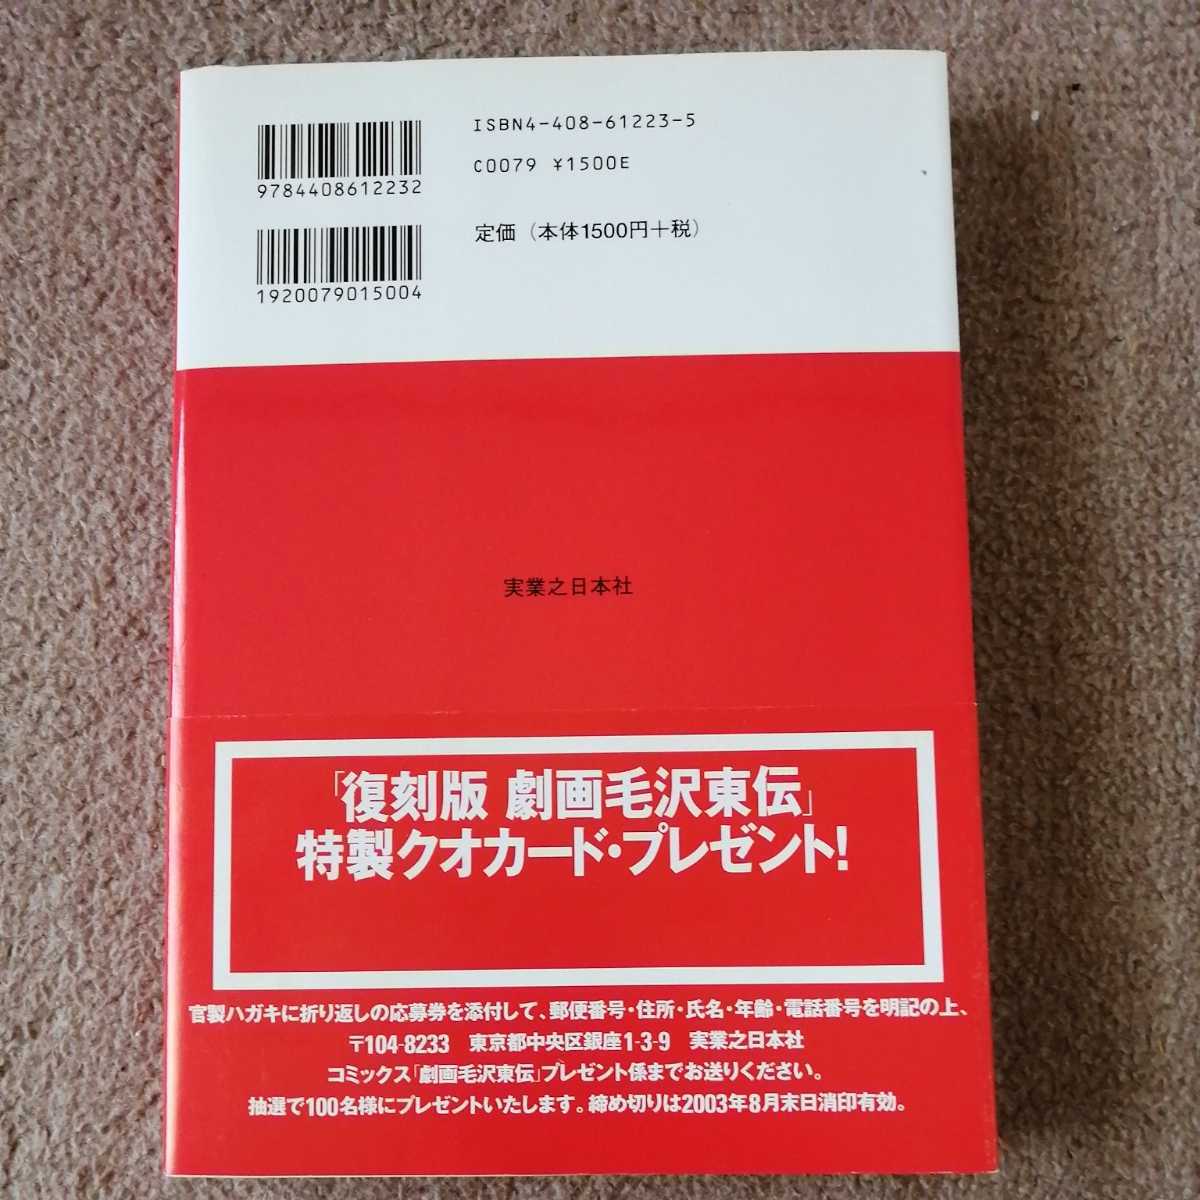 ISBN4-408-61223-5
9784408612232
C0079 ¥1500E
定価（本体1500円+税）
1920079015004
実業之日本社
「復刻版 劇画毛沢東伝」
特製クオカード・プレゼント!
官製ハガキに折り返しの応募券を添付して、郵便番号・住所・氏名・年齢・電話番号を明記の上、
〒104-8233 東京都中央区銀座1-3-9 実業之日本社
コミックス「劇画毛沢東伝」プレゼント係までお送りください。
抽選で100名様にプレゼントいたします。締め切りは2003年8月末日消印有効。